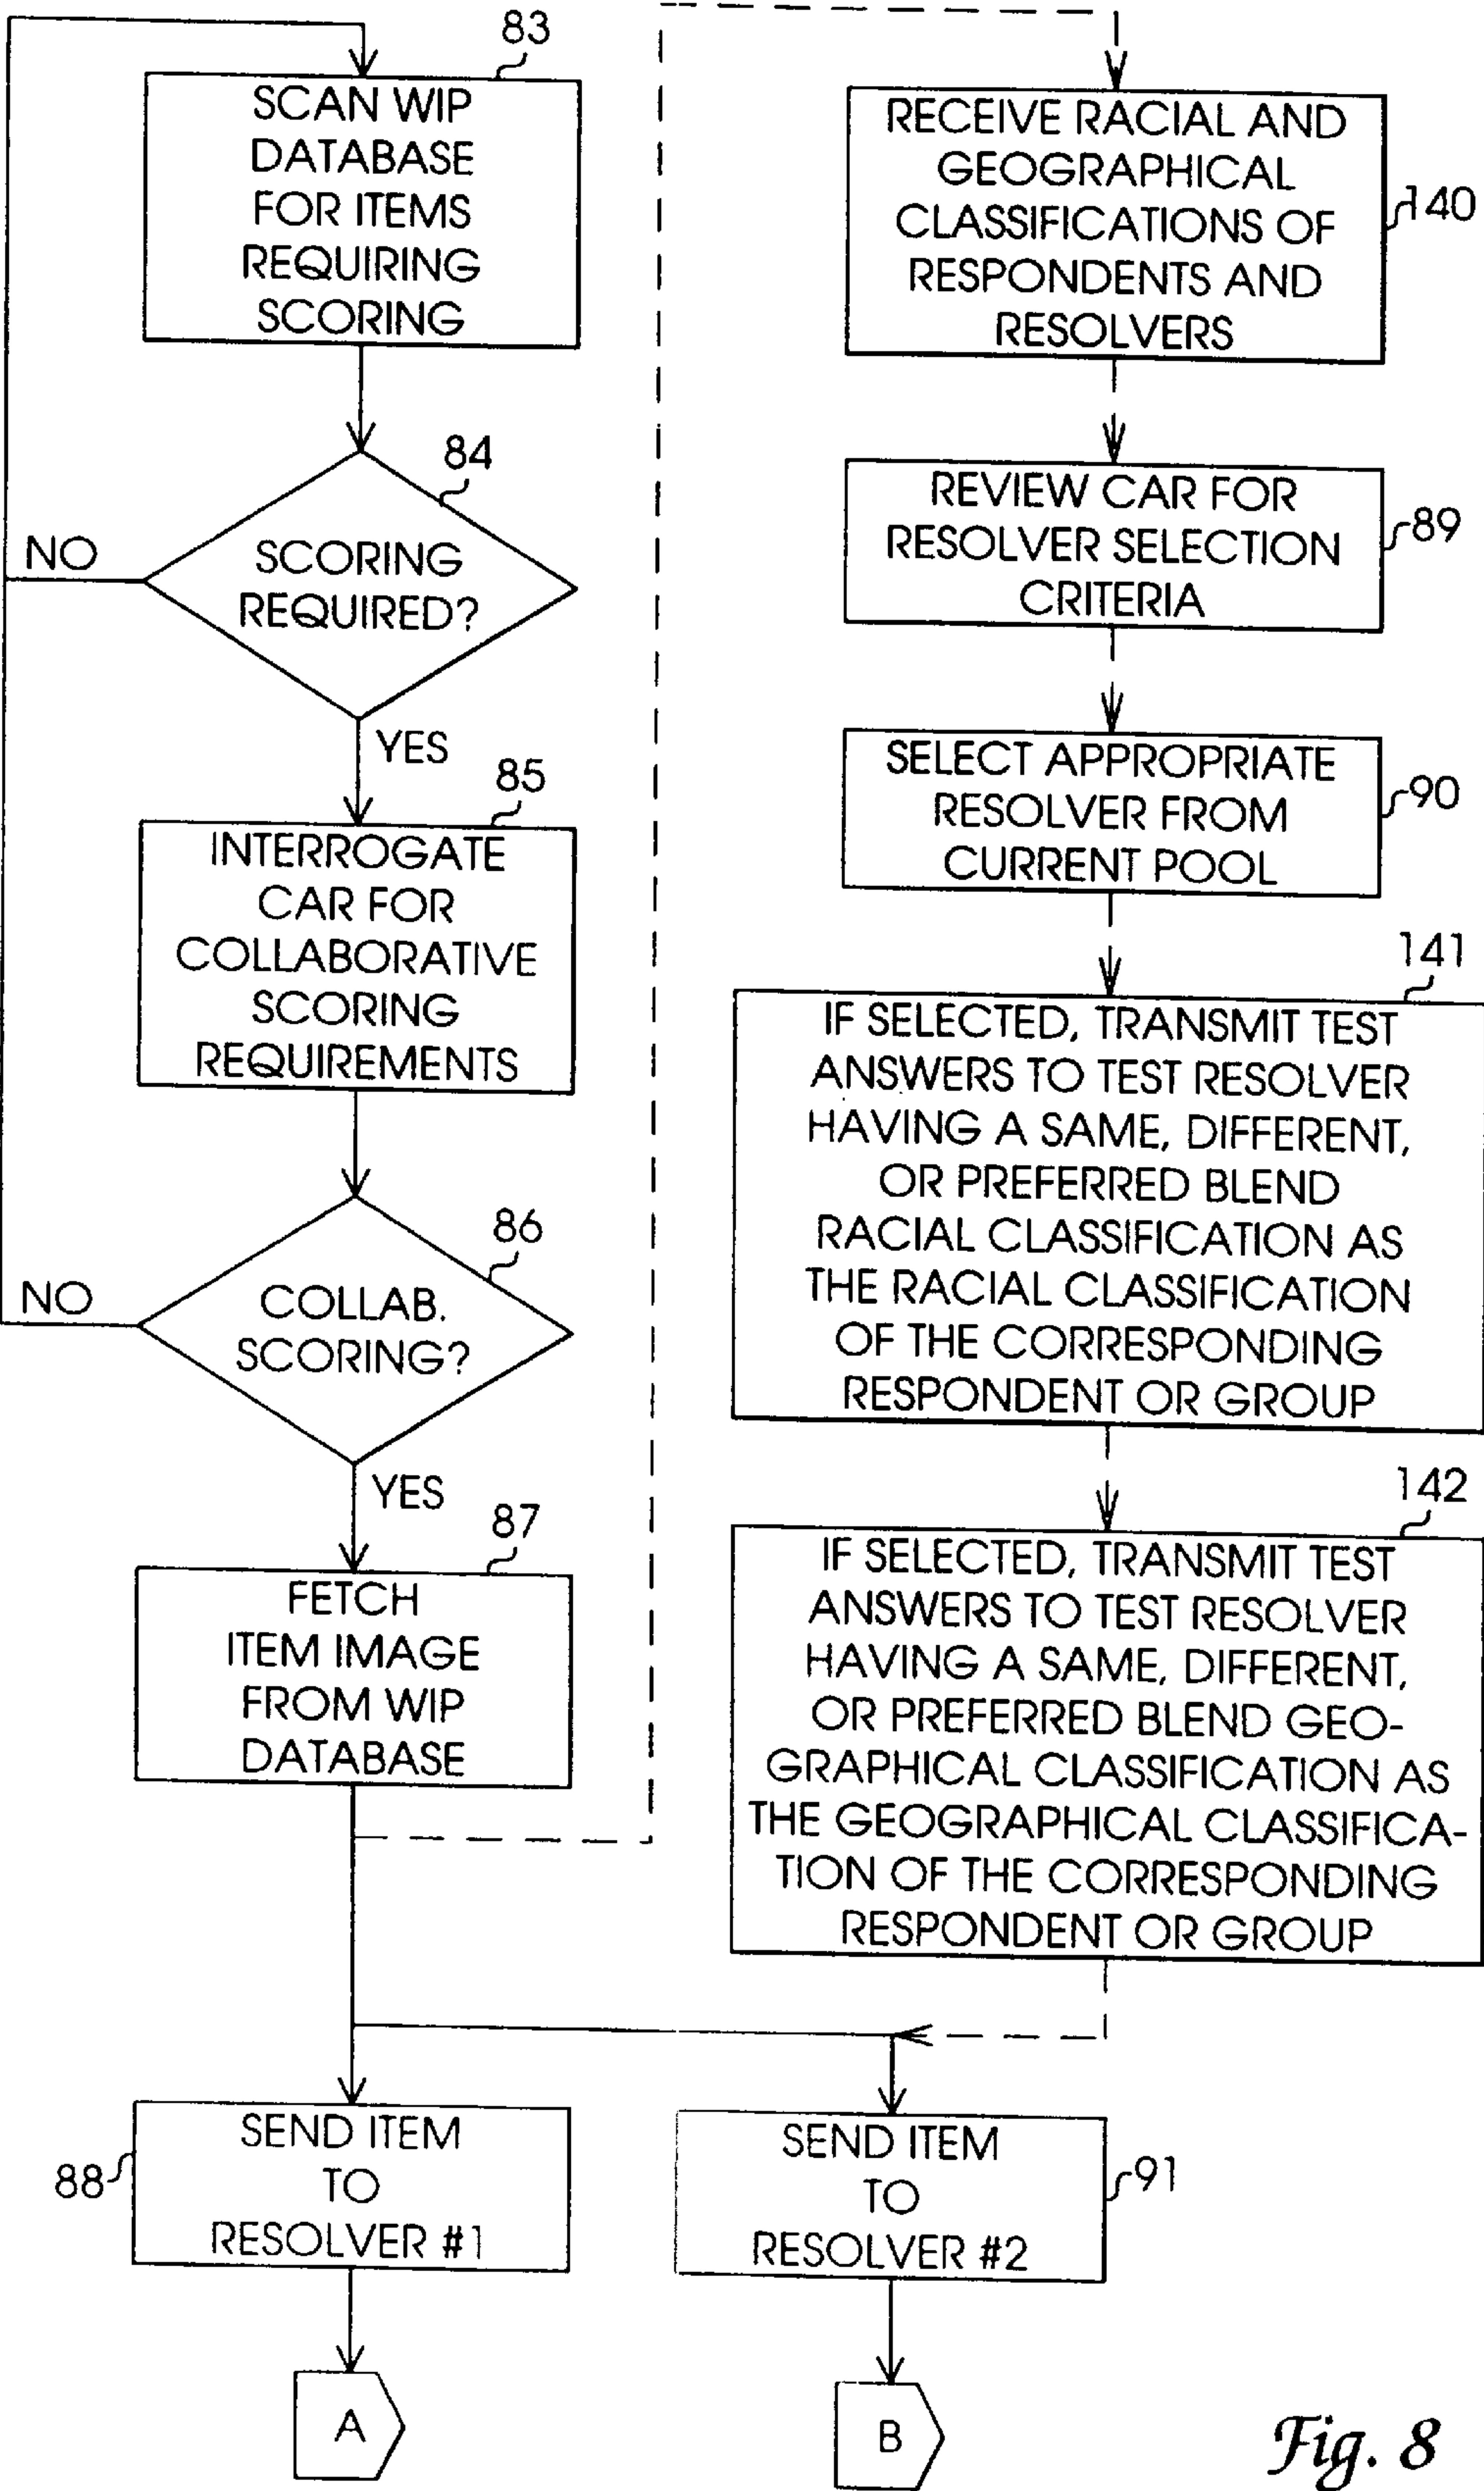 83
SCAN WIP
DATABASE
FOR ITEMS
REQUIRING
SCORING
84
NO
SCORING
REQUIRED?
YES
85
INTERROGATE
CAR FOR
COLLABORATIVE
SCORING
REQUIREMENTS
86
NO
COLLAB.
SCORING?
YES
87
FETCH
ITEM IMAGE
FROM WIP
DATABASE
88
SEND ITEM
TO
RESOLVER #1
A
RECEIVE RACIAL AND
GEOGRAPHICAL
CLASSIFICATIONS OF
RESPONDENTS AND
RESOLVERS
140
REVIEW CAR FOR
RESOLVER SELECTION
CRITERIA
89
SELECT APPROPRIATE
RESOLVER FROM
CURRENT POOL
90
141
IF SELECTED, TRANSMIT TEST
ANSWERS TO TEST RESOLVER
HAVING A SAME, DIFFERENT,
OR PREFERRED BLEND
RACIAL CLASSIFICATION AS
THE RACIAL CLASSIFICATION
OF THE CORRESPONDING
RESPONDENT OR GROUP
142
IF SELECTED, TRANSMIT TEST
ANSWERS TO TEST RESOLVER
HAVING A SAME, DIFFERENT,
OR PREFERRED BLEND GEO-
GRAPHICAL CLASSIFICATION AS
THE GEOGRAPHICAL CLASSIFICA-
TION OF THE CORRESPONDING
RESPONDENT OR GROUP
SEND ITEM
TO
RESOLVER #2
91
B
Fig. 8